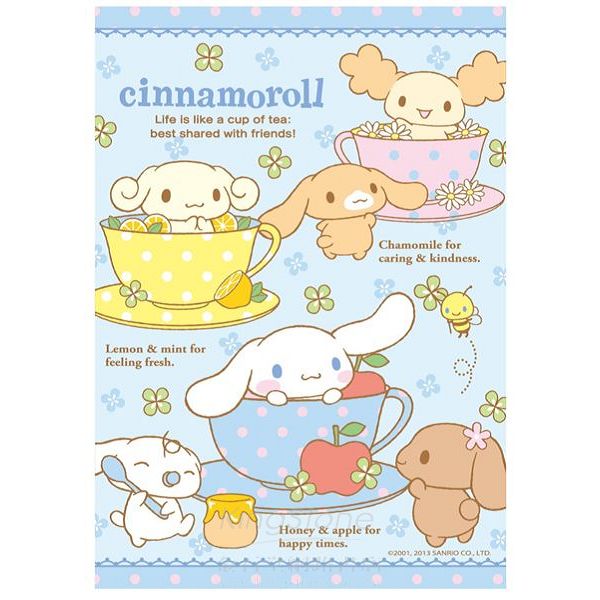 cinnamoroll
Life is like a cup of tea:
best shared with friends!
Chamomile for
caring & kindness.
Lemon & mint for
feeling fresh.
Honey & apple for
happy times.
KingStone
©2001, 2013 SANRIO CO., LTD.